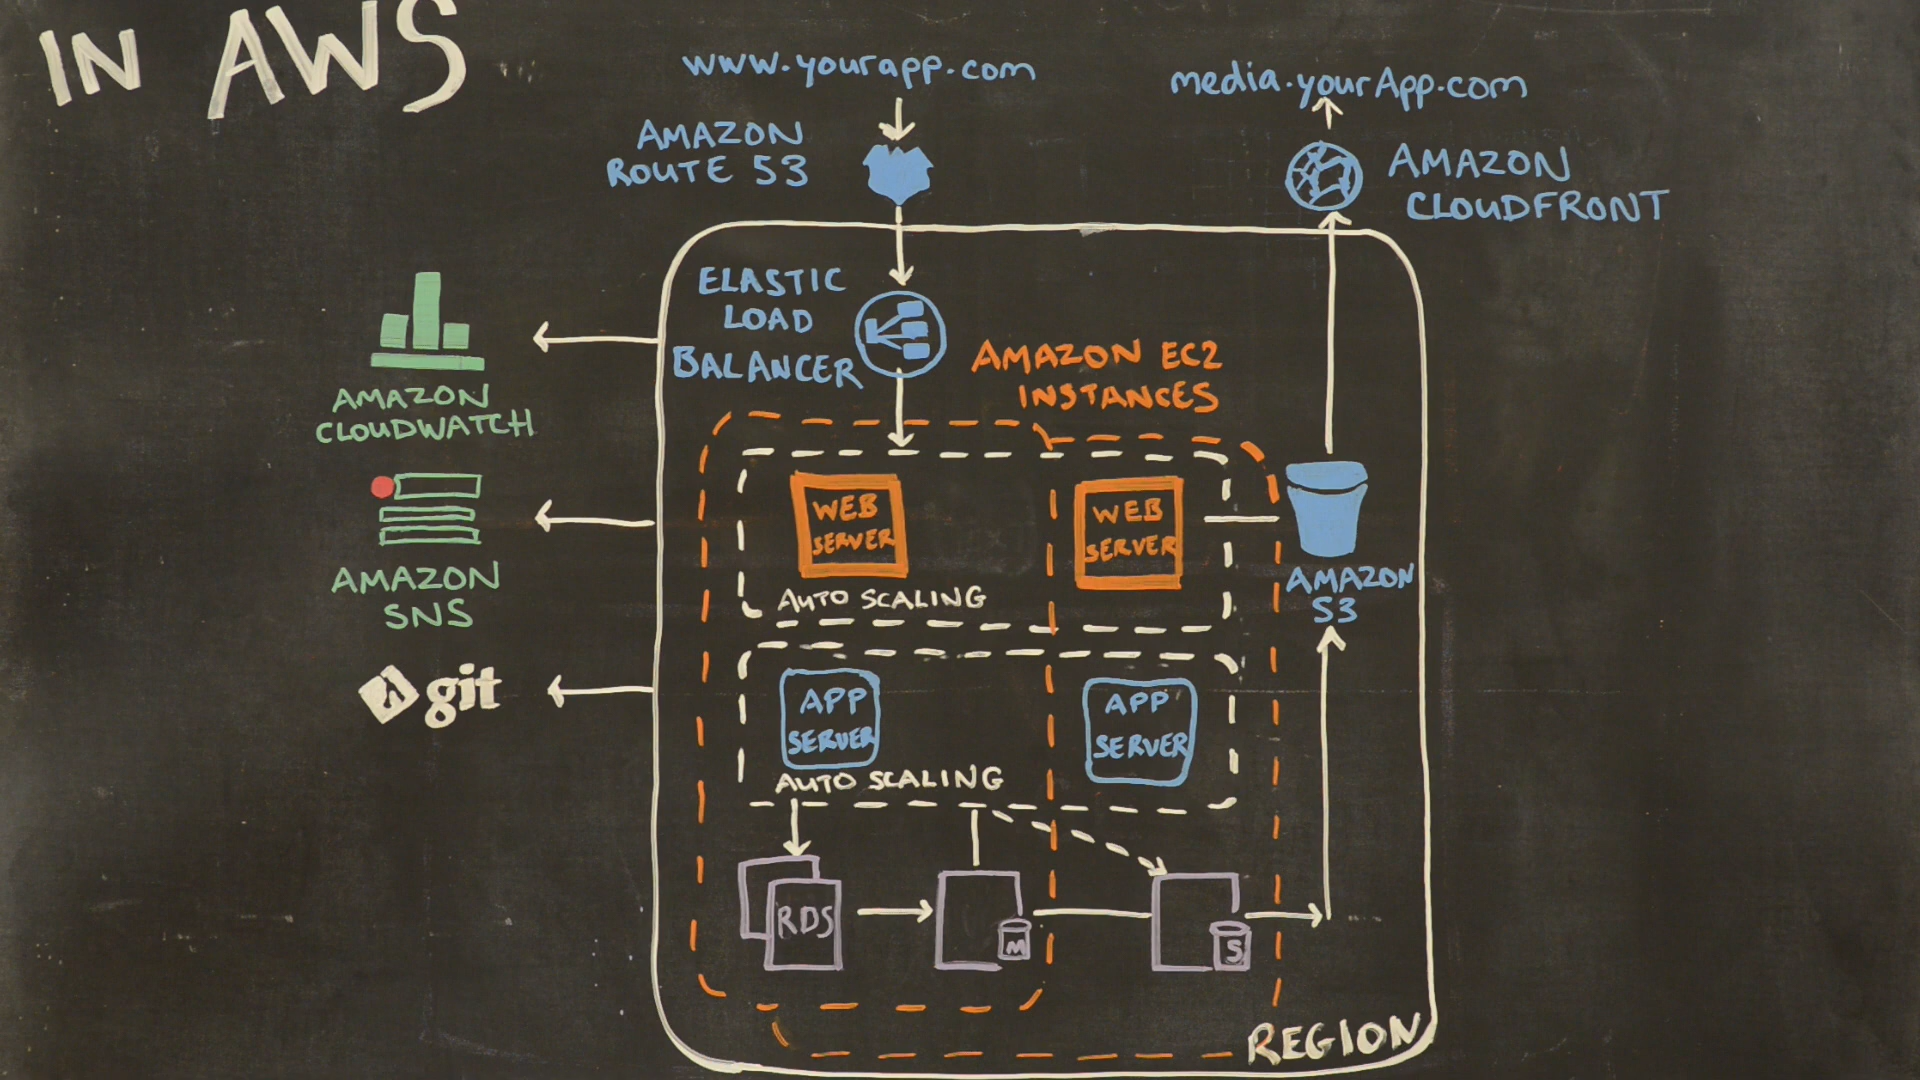 IN AWS
www.yourapp.com
media.yourApp.com
AMAZON
ROUTE 53
AMAZON
CLOUDFRONT
ELASTIC
LOAD
BALANCER
AMAZON EC2
INSTANCES
AMAZON
CLOUDWATCH
WEB
SERVER
WEB
SERVER
AMAZON
SNS
AMAZON
S3
AUTO SCALING
git
APP
SERVER
APP
SERVER
AUTO SCALING
RDS
M
S
REGION